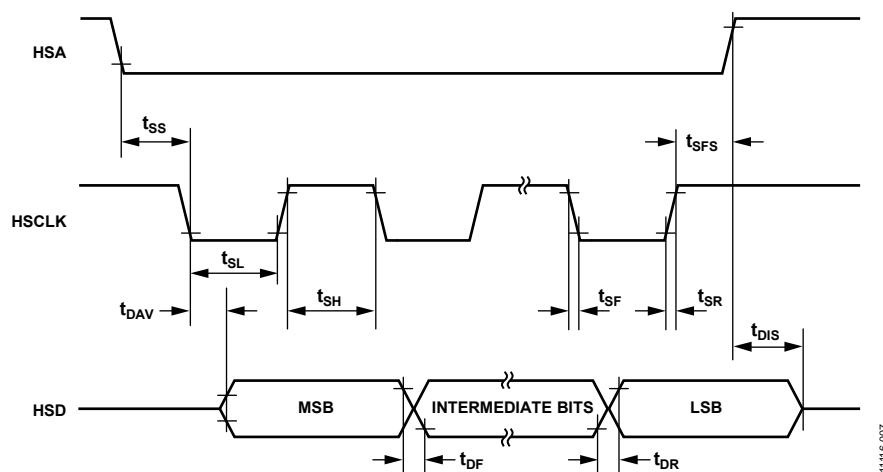 HSA
tSS
tSFS
HSCLK
tSL
tSH
tSF
tSR
tDAV
tDIS
HSD
MSB
INTERMEDIATE BITS
LSB
tDF
tDR